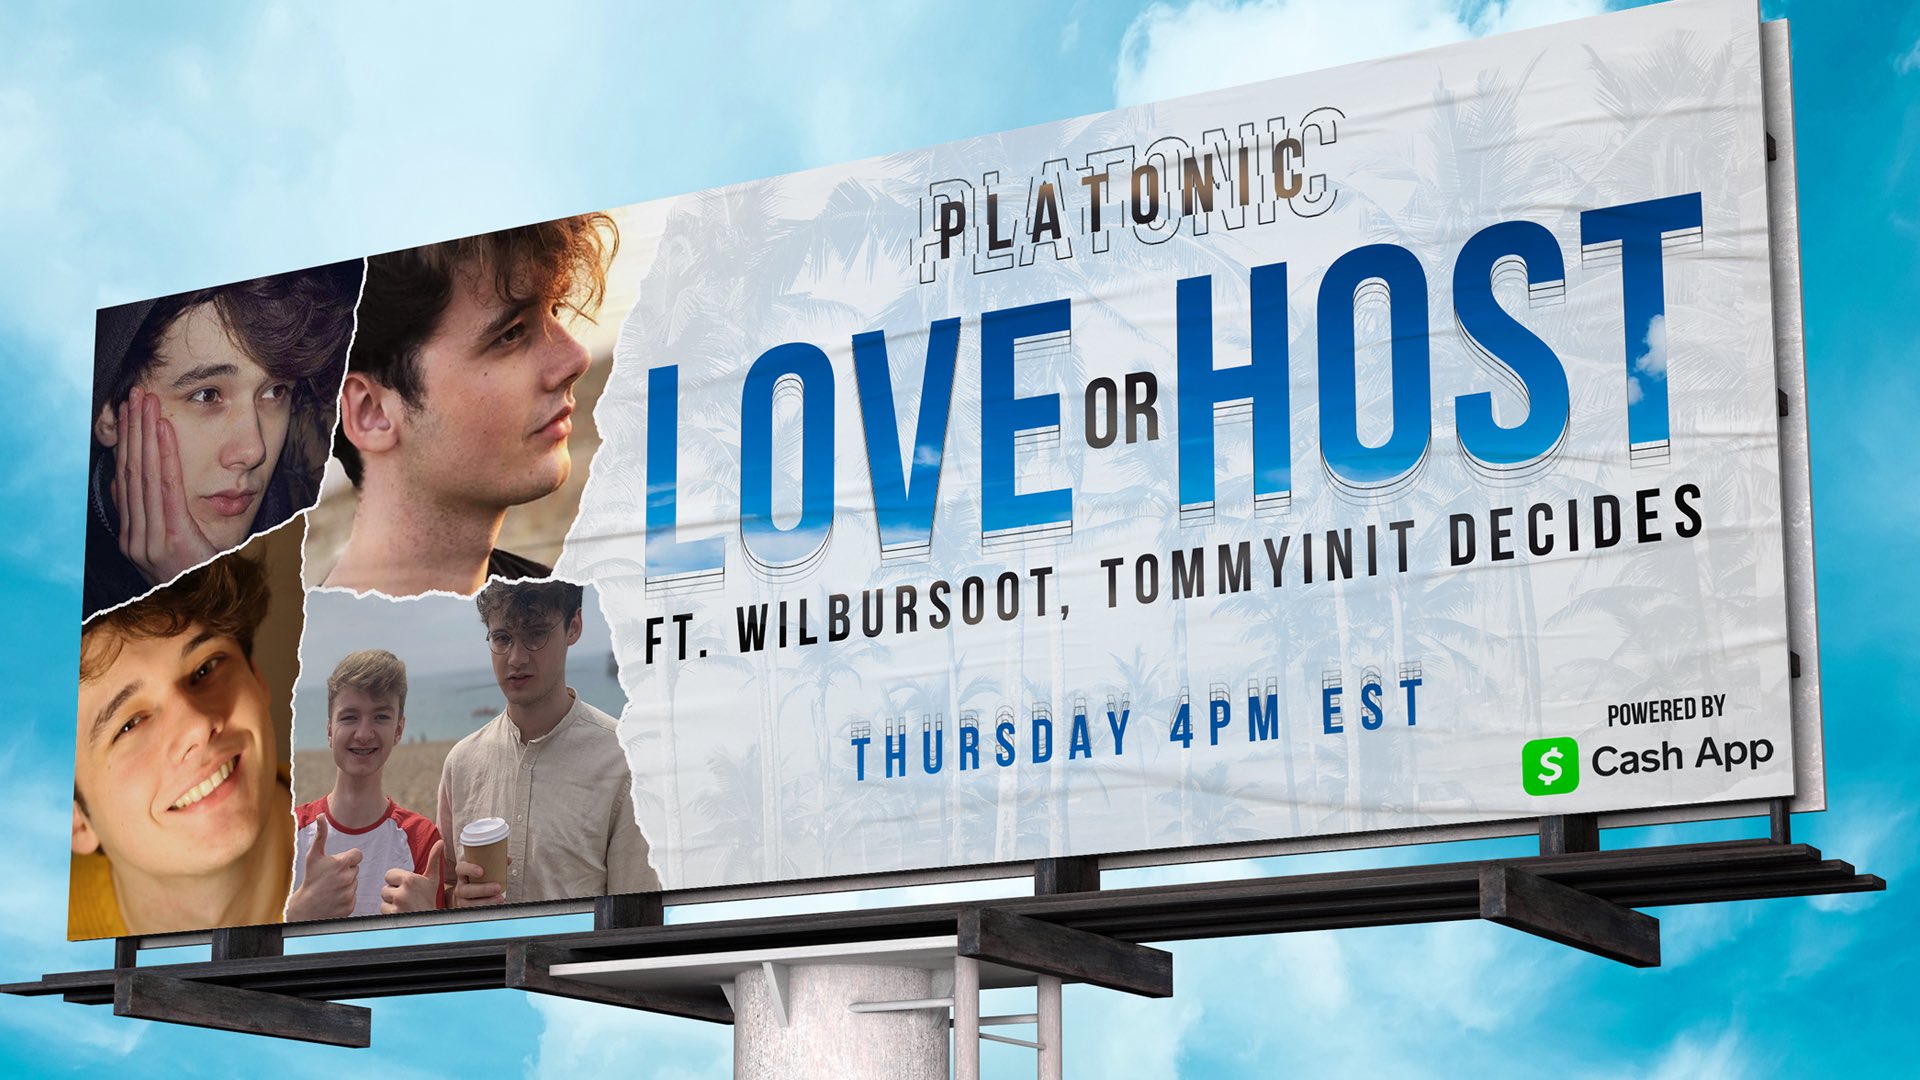 PLATONIC
LOVE OR HOST
FT. WILBURSOOT, TOMMYINIT DECIDES
THURSDAY 4PM EST
POWERED BY
$ Cash App